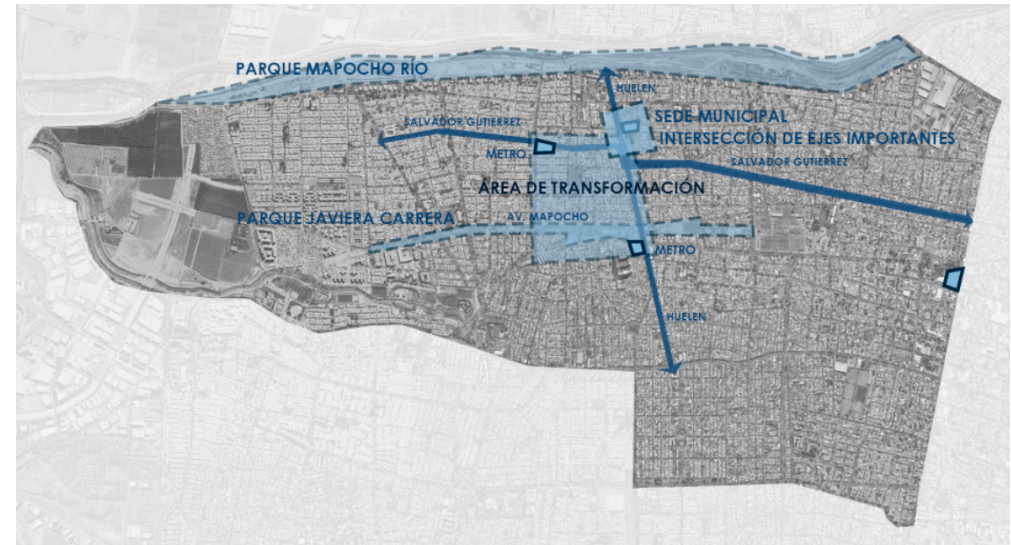 PARQUE MAPOCHO RÍO
HUELEN
SALVADOR GUTIERREZ
SEDE MUNICIPAL
INTERSECCIÓN DE EJES IMPORTANTES
METRO
SALVADOR GUTIERREZ
ÁREA DE TRANSFORMACIÓN
PARQUE JAVIERA CARRERA
AV. MAPOCHO
METRO
HUELEN